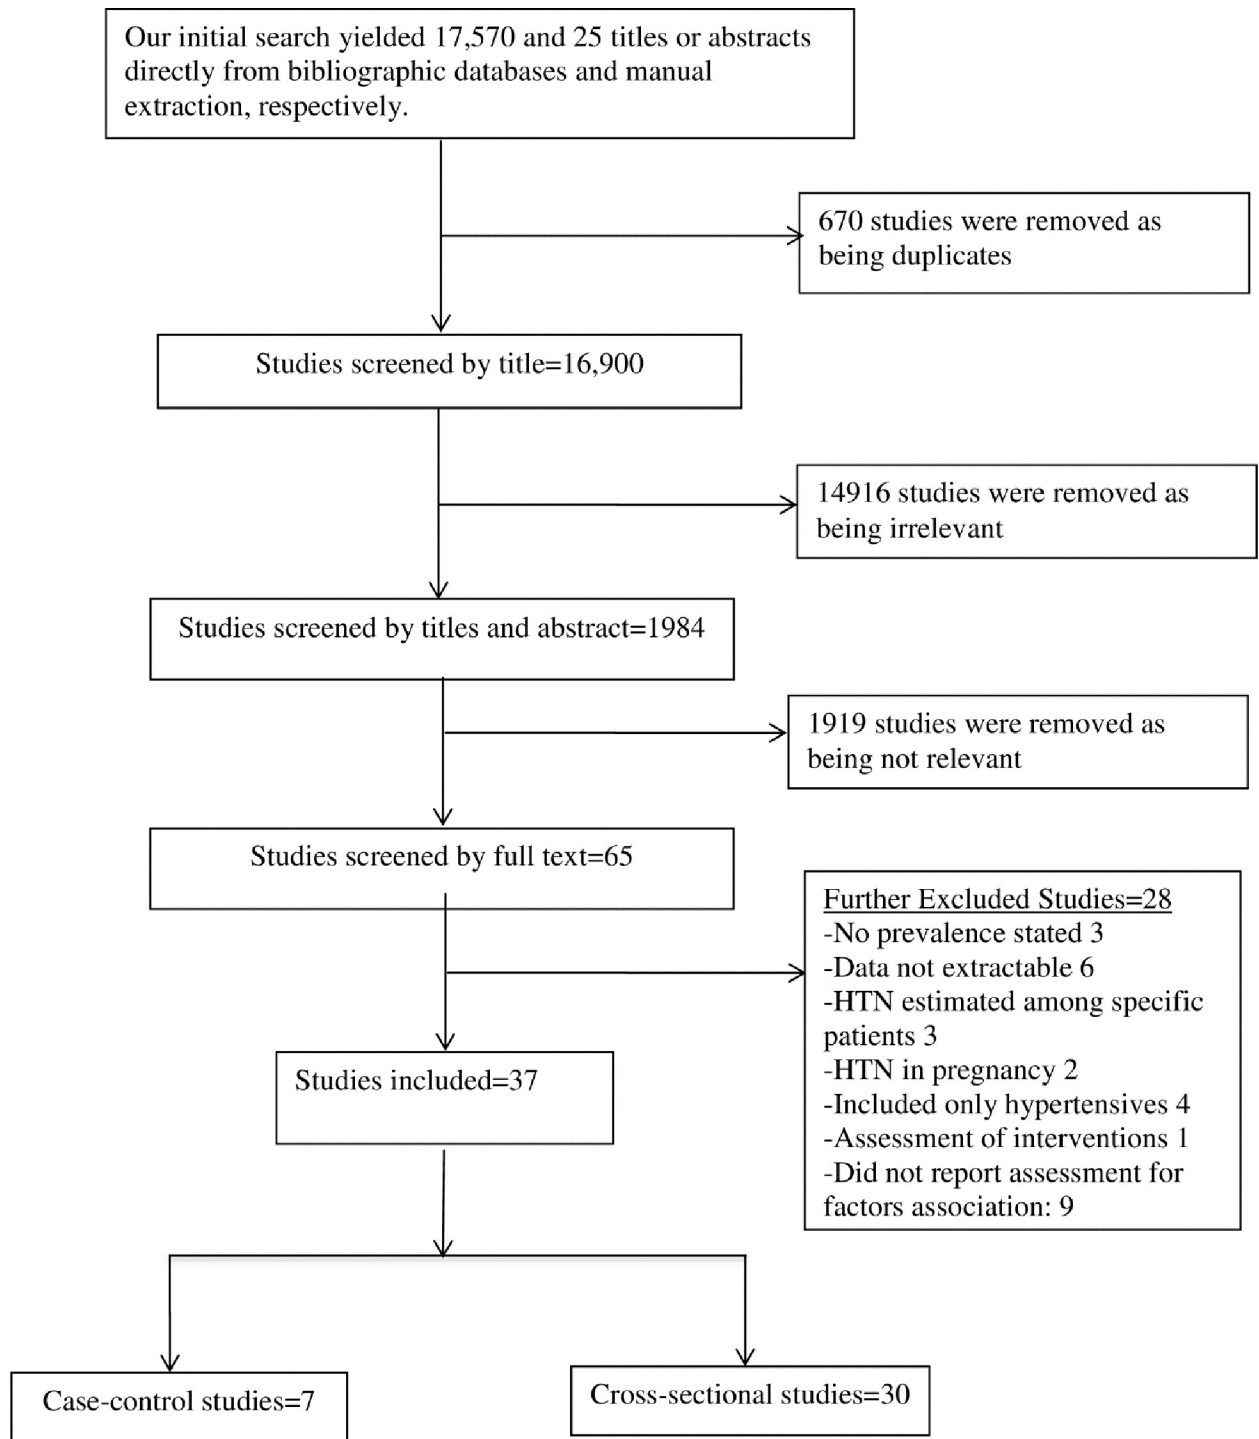 Our initial search yielded 17,570 and 25 titles or abstracts
directly from bibliographic databases and manual
extraction, respectively.
670 studies were removed as
being duplicates
Studies screened by title=16,900
14916 studies were removed as
being irrelevant
Studies screened by titles and abstract=1984
1919 studies were removed as
being not relevant
Studies screened by full text=65
Further Excluded Studies=28
-No prevalence stated 3
-Data not extractable 6
-HTN estimated among specific
patients 3
-HTN in pregnancy 2
-Included only hypertensives 4
-Assessment of interventions 1
-Did not report assessment for
factors association: 9
Studies included=37
Case-control studies=7
Cross-sectional studies=30